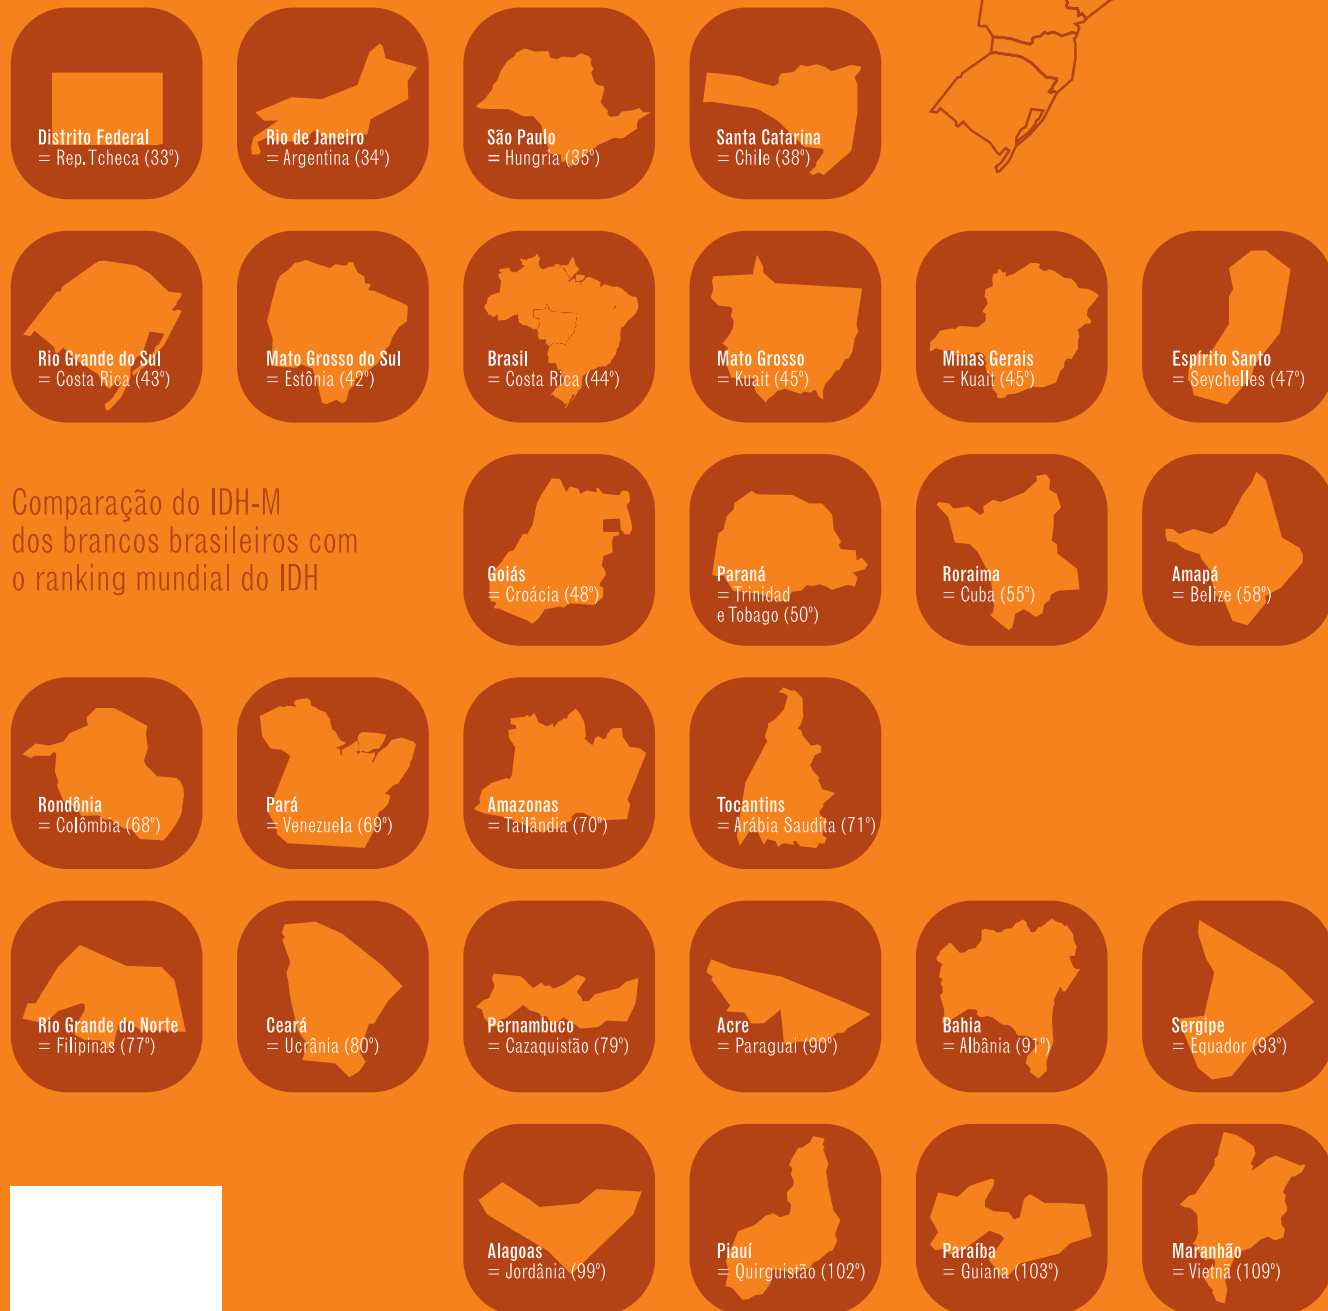 Distrito Federal
= Rep. Tcheca (33º)
Rio de Janeiro
= Argentina (34º)
São Paulo
= Hungria (35º)
Santa Catarina
= Chile (38º)
Rio Grande do Sul
= Costa Rica (43º)
Mato Grosso do Sul
= Estônia (42º)
Brasil
= Costa Rica (44º)
Mato Grosso
= Kuait (45º)
Minas Gerais
= Kuait (45º)
Espírito Santo
= Seychelles (47º)
Comparação do IDH-M
dos brancos brasileiros com
o ranking mundial do IDH
Goiás
= Croácia (48º)
Paraná
= Trinidad
e Tobago (50º)
Roraima
= Cuba (55º)
Amapá
= Belize (58º)
Rondônia
= Colômbia (68º)
Pará
= Venezuela (69º)
Amazonas
= Tailândia (70º)
Tocantins
= Arábia Saudita (71º)
Rio Grande do Norte
= Filipinas (77º)
Ceará
= Ucrânia (80º)
Pernambuco
= Cazaquistão (79º)
Acre
= Paraguai (90º)
Bahia
= Albânia (91º)
Sergipe
= Equador (93º)
Alagoas
= Jordânia (99º)
Piauí
= Quirguistão (102º)
Paraíba
= Guiana (103º)
Maranhão
= Vietnã (109º)